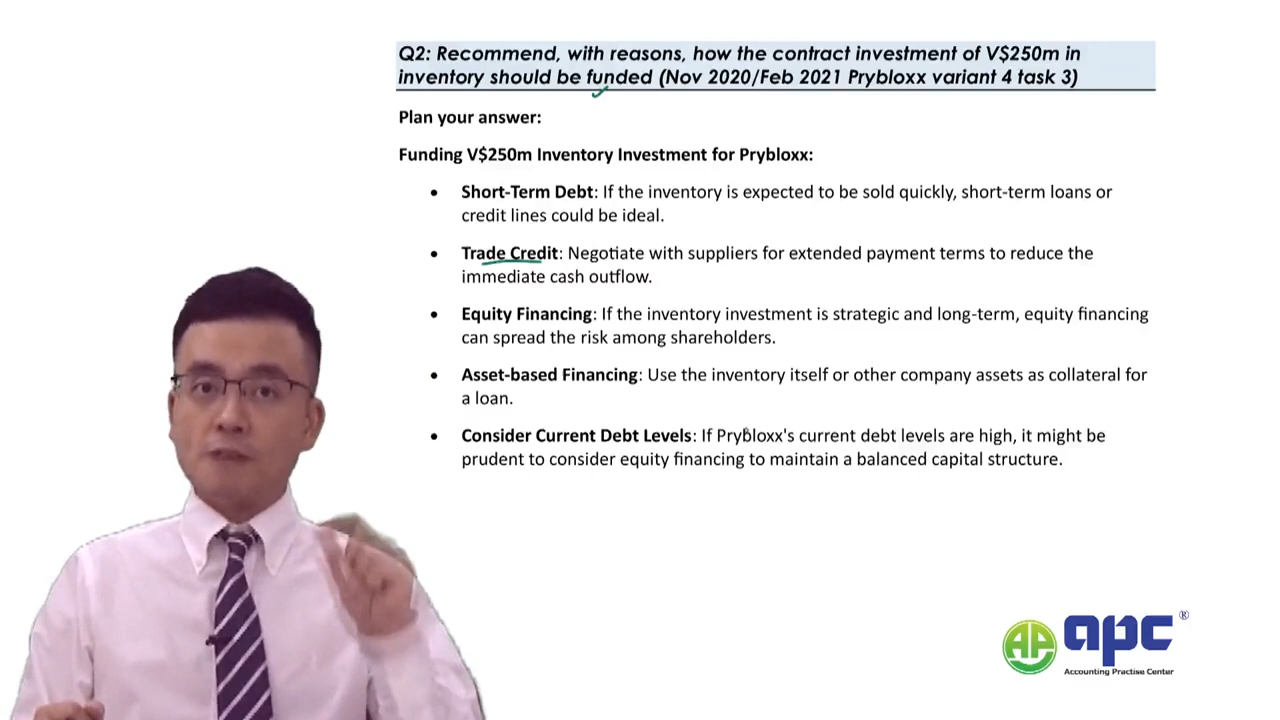 Q2: Recommend, with reasons, how the contract investment of V$250m in
inventory should be funded (Nov 2020/Feb 2021 Prybloxx variant 4 task 3)
Plan your answer:
Funding V$250m Inventory Investment for Prybloxx:
• Short-Term Debt: If the inventory is expected to be sold quickly, short-term loans or
credit lines could be ideal.
• Trade Credit: Negotiate with suppliers for extended payment terms to reduce the
immediate cash outflow.
• Equity Financing: If the inventory investment is strategic and long-term, equity financing
can spread the risk among shareholders.
• Asset-based Financing: Use the inventory itself or other company assets as collateral for
a loan.
• Consider Current Debt Levels: If Prybloxx's current debt levels are high, it might be
prudent to consider equity financing to maintain a balanced capital structure.
AP apc ®
Accounting Practise Center